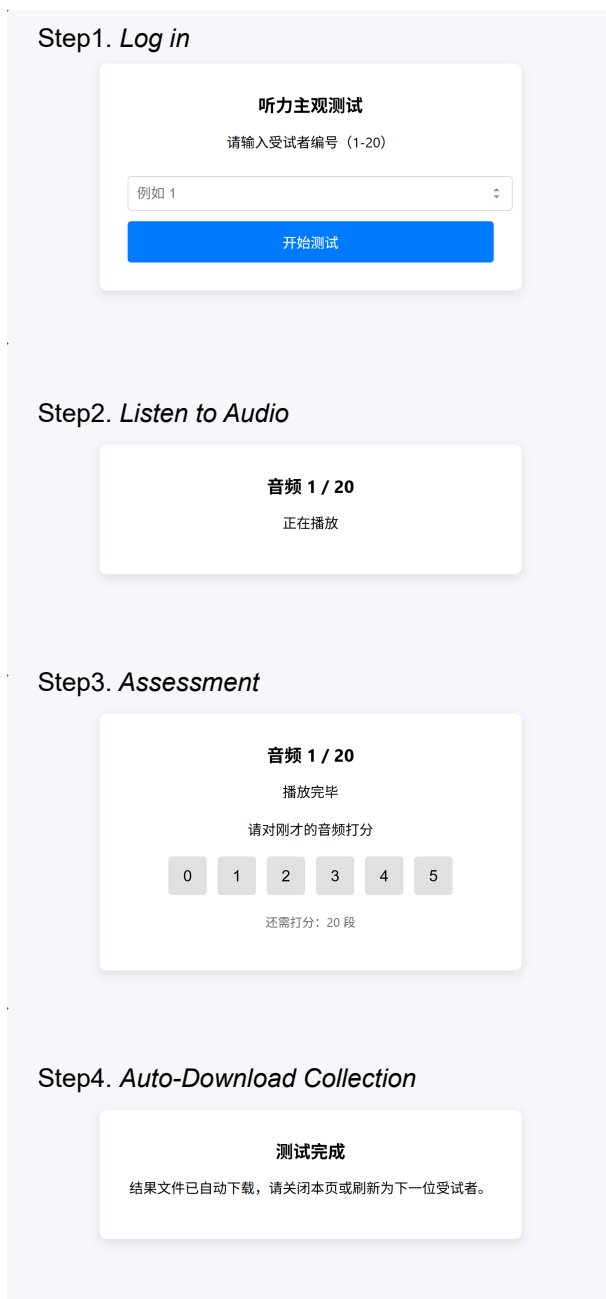 Step1. Log in
听力主观测试
请输入受试者编号（1-20）
例如 1
开始测试
Step2. Listen to Audio
音频 1 / 20
正在播放
Step3. Assessment
音频 1 / 20
播放完毕
请对刚才的音频打分
0 1 2 3 4 5
还需打分：20 段
Step4. Auto-Download Collection
测试完成
结果文件已自动下载，请关闭本页或刷新为下一位受试者。